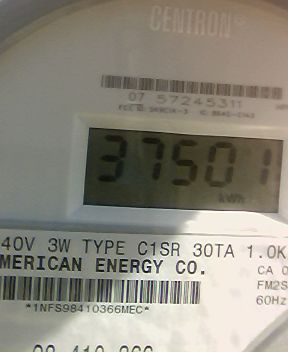 CENTRON
07 57245311
37501
kWh
40V 3W TYPE C1SR 30TA 1.0K
MERICAN ENERGY CO.
CA 0
FM2S
60Hz
*1NFS98410366MEC*